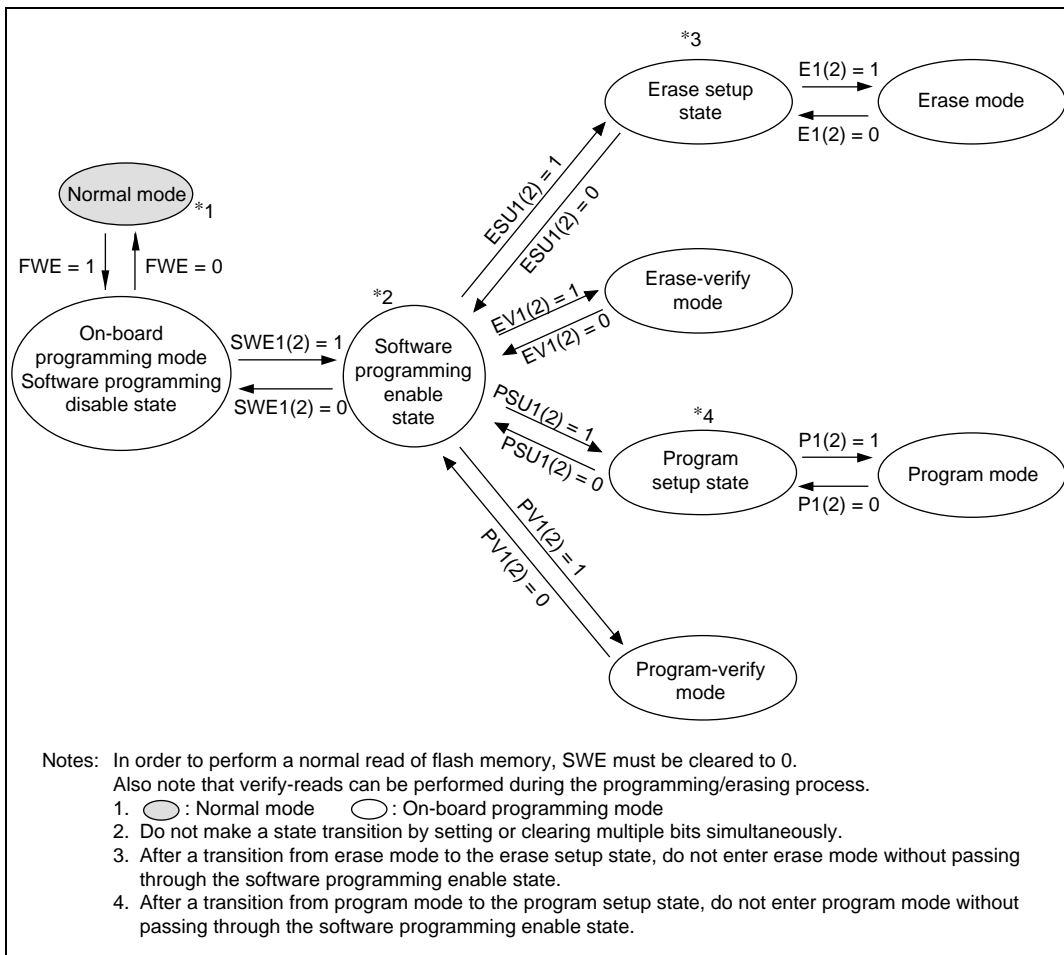 *3
E1(2) = 1
Erase setup
state
Erase mode
E1(2) = 0
Normal mode
*1
ESU1(2) = 1
ESU1(2) = 0
FWE = 1
FWE = 0
*2
EV1(2) = 1
EV1(2) = 0
Erase-verify
mode
On-board
programming mode
Software programming
disable state
SWE1(2) = 1
SWE1(2) = 0
Software
programming
enable
state
PSU1(2) = 1
PSU1(2) = 0
*4
Program
setup state
P1(2) = 1
P1(2) = 0
Program mode
PV1(2) = 1
PV1(2) = 0
Program-verify
mode
Notes: In order to perform a normal read of flash memory, SWE must be cleared to 0.
Also note that verify-reads can be performed during the programming/erasing process.
1. : Normal mode : On-board programming mode
2. Do not make a state transition by setting or clearing multiple bits simultaneously.
3. After a transition from erase mode to the erase setup state, do not enter erase mode without passing
through the software programming enable state.
4. After a transition from program mode to the program setup state, do not enter program mode without
passing through the software programming enable state.